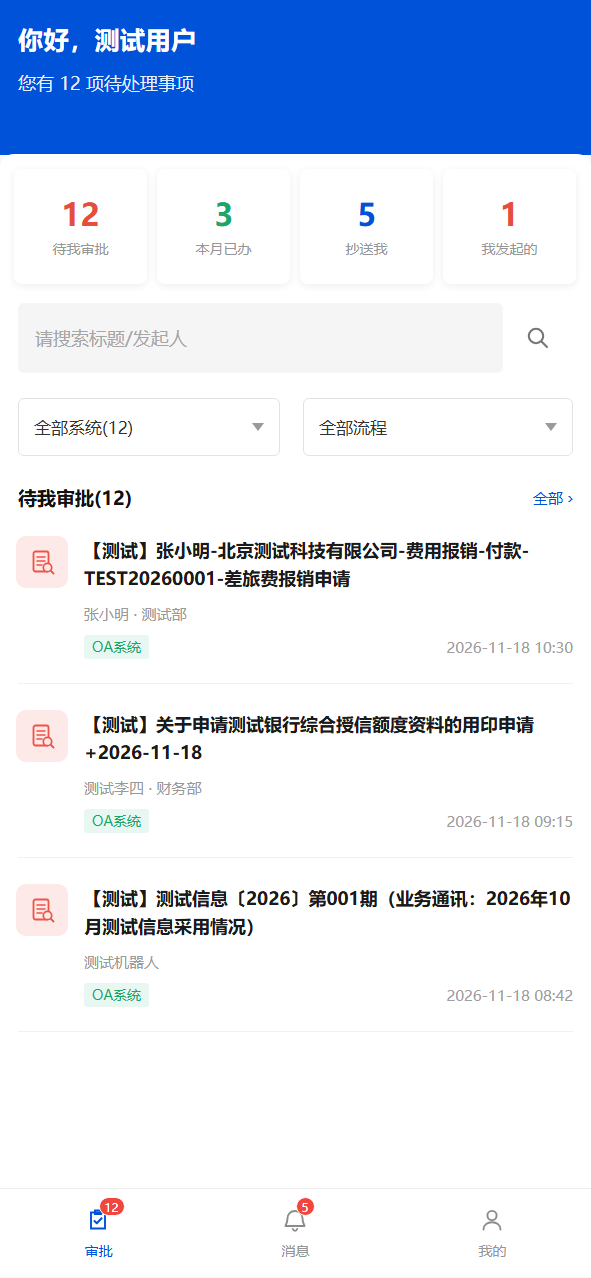 你好，测试用户
您有 12 项待处理事项
12
3
5
1
待我审批
本月已办
抄送我
我发起的
请搜索标题/发起人
全部系统(12)
全部流程
待我审批(12)
全部 ›
【测试】张小明-北京测试科技有限公司-费用报销-付款-
TEST20260001-差旅费报销申请
张小明 · 测试部
OA系统
2026-11-18 10:30
【测试】关于申请测试银行综合授信额度资料的用印申请
+2026-11-18
测试李四 · 财务部
OA系统
2026-11-18 09:15
【测试】测试信息〔2026〕第001期（业务通讯：2026年10
月测试信息采用情况）
测试机器人
OA系统
2026-11-18 08:42
12
5
审批
消息
我的